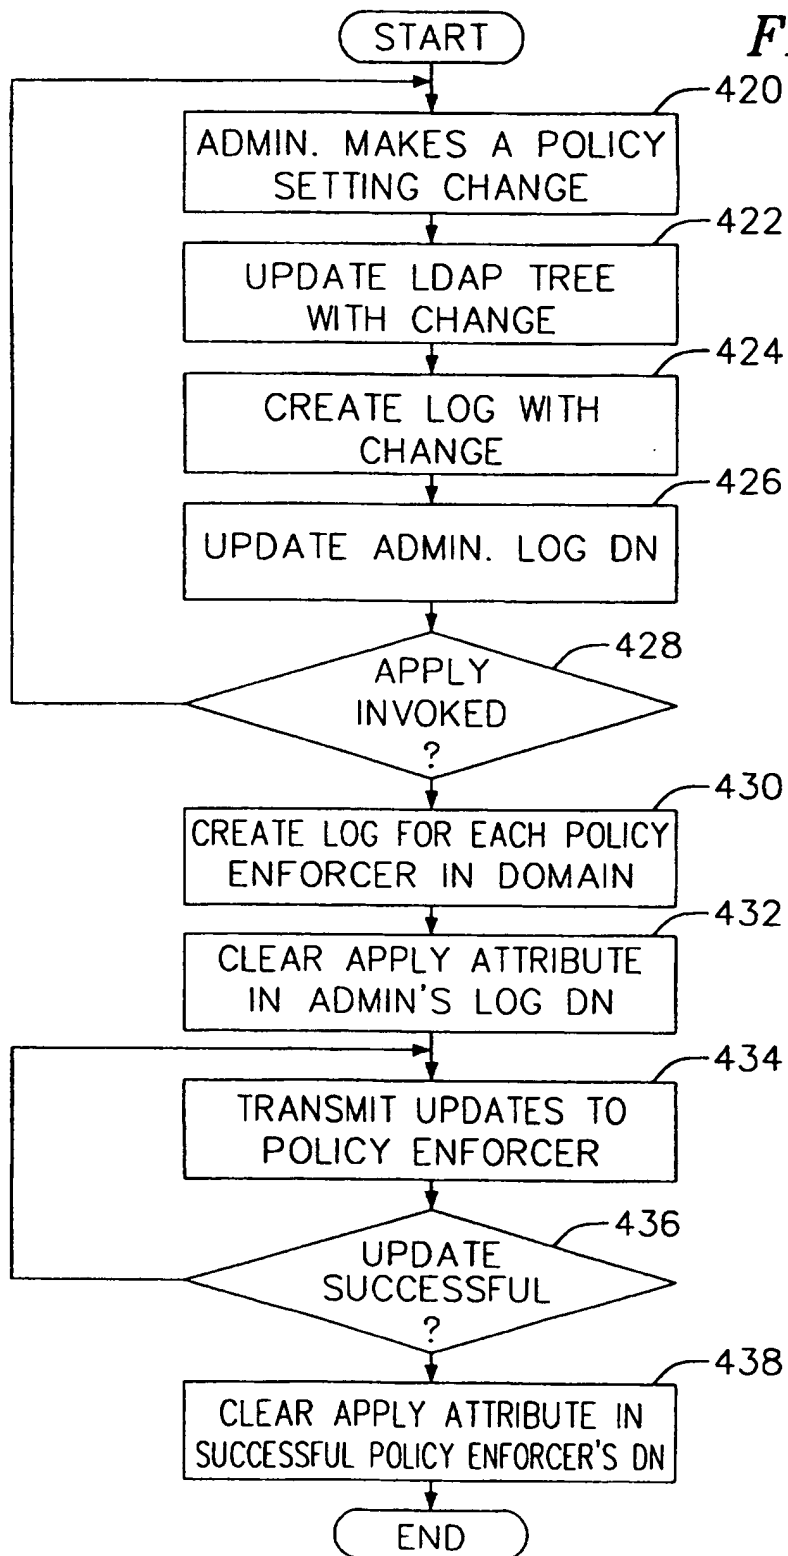 START
420
ADMIN. MAKES A POLICY
SETTING CHANGE
422
UPDATE LDAP TREE
WITH CHANGE
424
CREATE LOG WITH
CHANGE
426
UPDATE ADMIN. LOG DN
428
APPLY
INVOKED
?
430
CREATE LOG FOR EACH POLICY
ENFORCER IN DOMAIN
432
CLEAR APPLY ATTRIBUTE
IN ADMIN'S LOG DN
434
TRANSMIT UPDATES TO
POLICY ENFORCER
436
UPDATE
SUCCESSFUL
?
438
CLEAR APPLY ATTRIBUTE IN
SUCCESSFUL POLICY ENFORCER'S DN
END